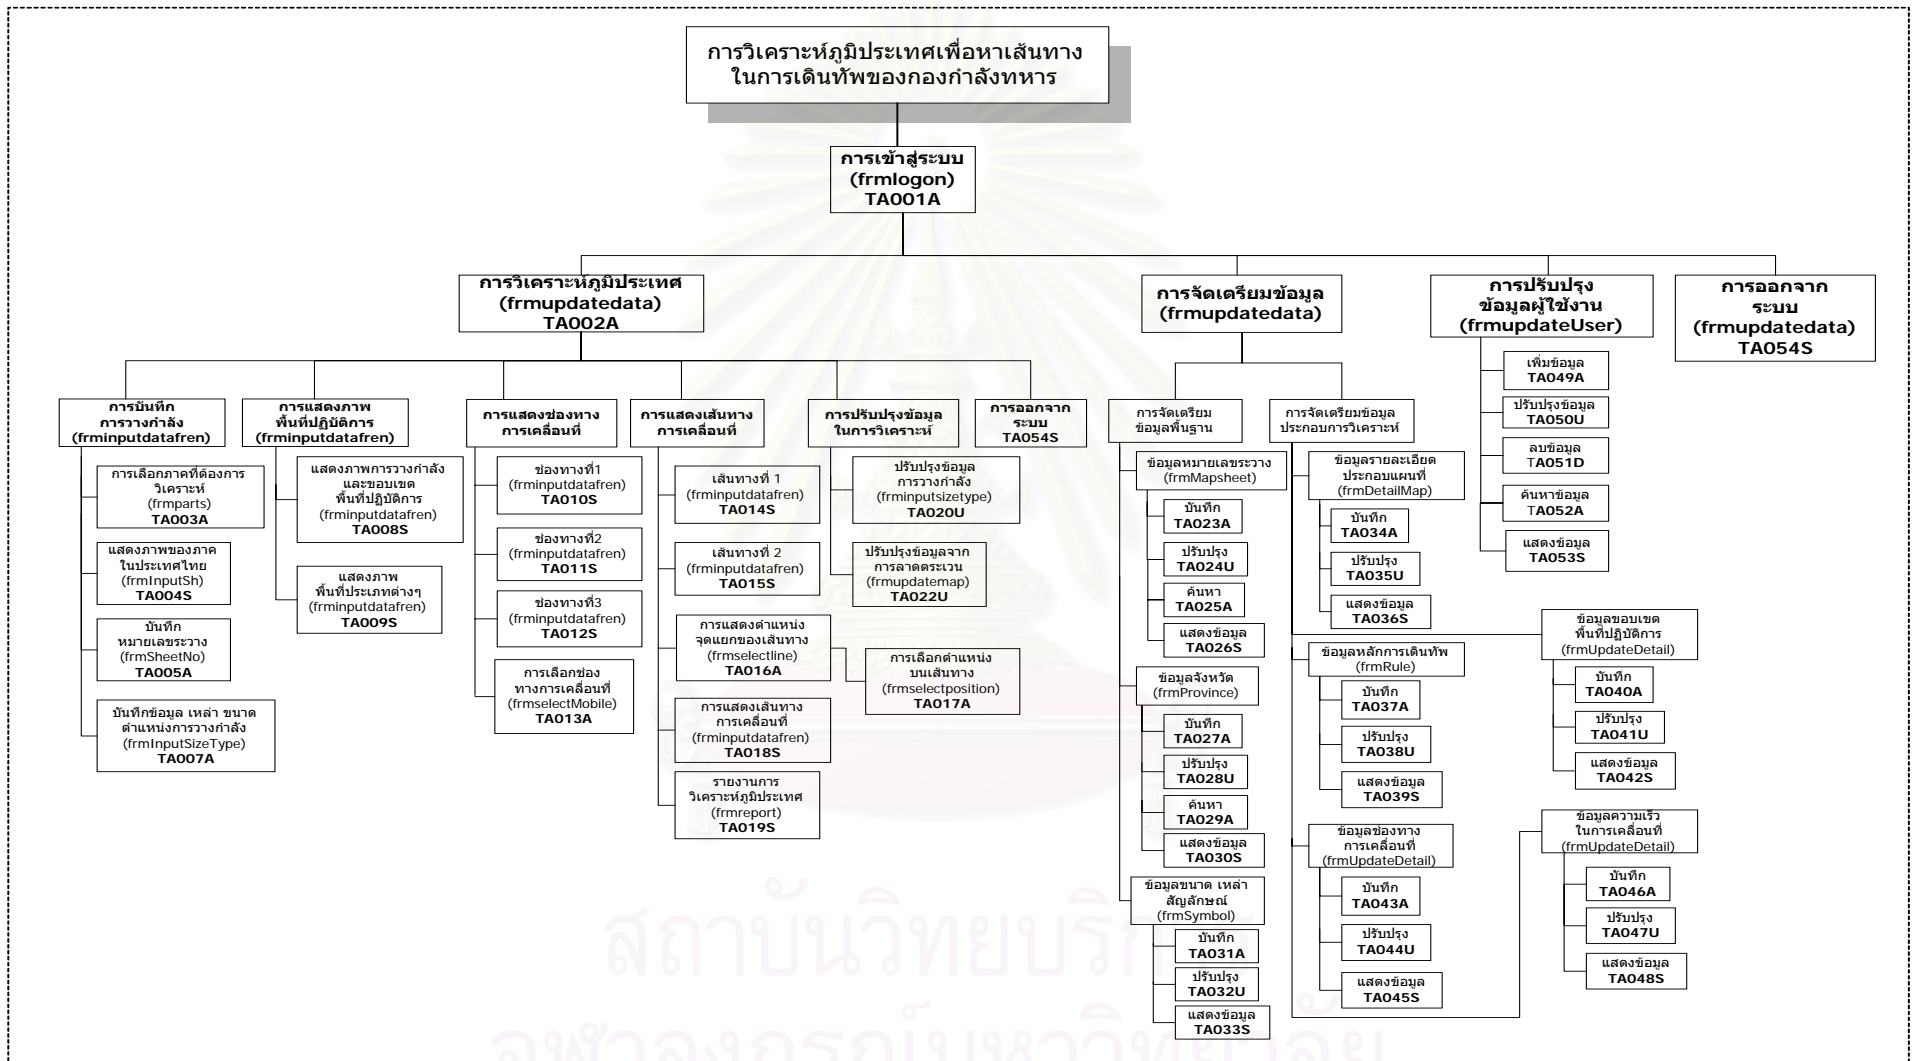 การวิเคราะห์ภูมิประเทศเพื่อหาเส้นทาง
ในการเดินทัพของกองกำลังทหาร
การเข้าสู่ระบบ
(frmlogon)
TA001A
การวิเคราะห์ภูมิประเทศ
(frmupdatedata)
TA002A
การจัดเตรียมข้อมูล
(frmupdatedata)
การปรับปรุง
ข้อมูลผู้ใช้งาน
(frmupdateUser)
การออกจาก
ระบบ
(frmupdatedata)
TA054S
การบันทึก
การวางกำลัง
(frminputdatafren)
การเลือกภาคที่ต้องการ
วิเคราะห์
(frmparts)
TA003A
แสดงภาพของภาค
ในประเทศไทย
(frmInputSh)
TA004S
บันทึก
หมายเลขระวาง
(frmSheetNo)
TA005A
บันทึกข้อมูล เหล่า ขนาด
ตำแหน่งการวางกำลัง
(frmInputSizeType)
TA007A
การแสดงภาพ
พื้นที่ปฏิบัติการ
(frminputdatafren)
แสดงภาพการวางกำลัง
และขอบเขต
พื้นที่ปฏิบัติการ
(frminputdatafren)
TA008S
แสดงภาพ
พื้นที่ประเภทต่างๆ
(frminputdatafren)
TA009S
การแสดงช่องทาง
การเคลื่อนที่
ช่องทางที่1
(frminputdatafren)
TA010S
ช่องทางที่2
(frminputdatafren)
TA011S
ช่องทางที่3
(frminputdatafren)
TA012S
การเลือกช่อง
ทางการเคลื่อนที่
(frmselectMobile)
TA013A
การแสดงเส้นทาง
การเคลื่อนที่
เส้นทางที่ 1
(frminputdatafren)
TA014S
เส้นทางที่ 2
(frminputdatafren)
TA015S
การแสดงตำแหน่ง
จุดแยกของเส้นทาง
(frmselectline)
TA016A
การเลือกตำแหน่ง
บนเส้นทาง
(frmselectposition)
TA017A
การแสดงเส้นทาง
การเคลื่อนที่
(frminputdatafren)
TA018S
รายงานการ
วิเคราะห์ภูมิประเทศ
(frmreport)
TA019S
การปรับปรุงข้อมูล
ในการวิเคราะห์
ปรับปรุงข้อมูล
การวางกำลัง
(frminputsizetype)
TA020U
ปรับปรุงข้อมูลจาก
การลาดตระเวน
(frmupdatemap)
TA022U
การออกจาก
ระบบ
TA054S
การจัดเตรียม
ข้อมูลพื้นฐาน
ข้อมูลหมายเลขระวาง
(frmMapsheet)
บันทึก
TA023A
ปรับปรุง
TA024U
ค้นหา
TA025A
แสดงข้อมูล
TA026S
ข้อมูลจังหวัด
(frmProvince)
บันทึก
TA027A
ปรับปรุง
TA028U
ค้นหา
TA029A
แสดงข้อมูล
TA030S
ข้อมูลขนาด เหล่า
สัญลักษณ์
(frmSymbol)
บันทึก
TA031A
ปรับปรุง
TA032U
แสดงข้อมูล
TA033S
การจัดเตรียมข้อมูล
ประกอบการวิเคราะห์
ข้อมูลรายละเอียด
ประกอบแผนที่
(frmDetailMap)
บันทึก
TA034A
ปรับปรุง
TA035U
แสดงข้อมูล
TA036S
ข้อมูลหลักการเดินทัพ
(frmRule)
บันทึก
TA037A
ปรับปรุง
TA038U
แสดงข้อมูล
TA039S
ข้อมูลช่องทาง
การเคลื่อนที่
(frmUpdateDetail)
บันทึก
TA043A
ปรับปรุง
TA044U
แสดงข้อมูล
TA045S
เพิ่มข้อมูล
TA049A
ปรับปรุงข้อมูล
TA050U
ลบข้อมูล
TA051D
ค้นหาข้อมูล
TA052A
แสดงข้อมูล
TA053S
ข้อมูลขอบเขต
พื้นที่ปฏิบัติการ
(frmUpdateDetail)
บันทึก
TA040A
ปรับปรุง
TA041U
แสดงข้อมูล
TA042S
ข้อมูลความเร็ว
ในการเคลื่อนที่
(frmUpdateDetail)
บันทึก
TA046A
ปรับปรุง
TA047U
แสดงข้อมูล
TA048S
สถาบันวิทยบริการ
จุฬาลงกรณ์มหาวิทยาลัย